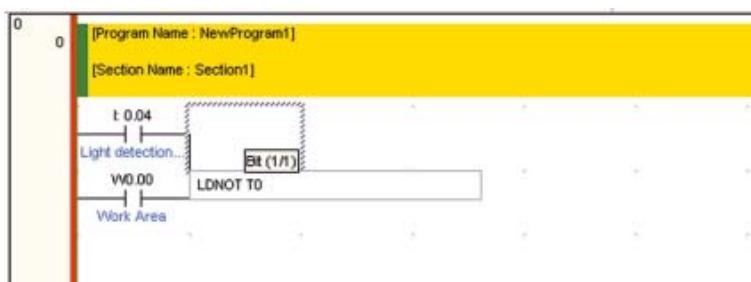 0
0
[Program Name : NewProgram1]
[Section Name : Section1]
I: 0.04
Light detection...
Bit (1/1)
W0.00
LDNOT T0
Work Area